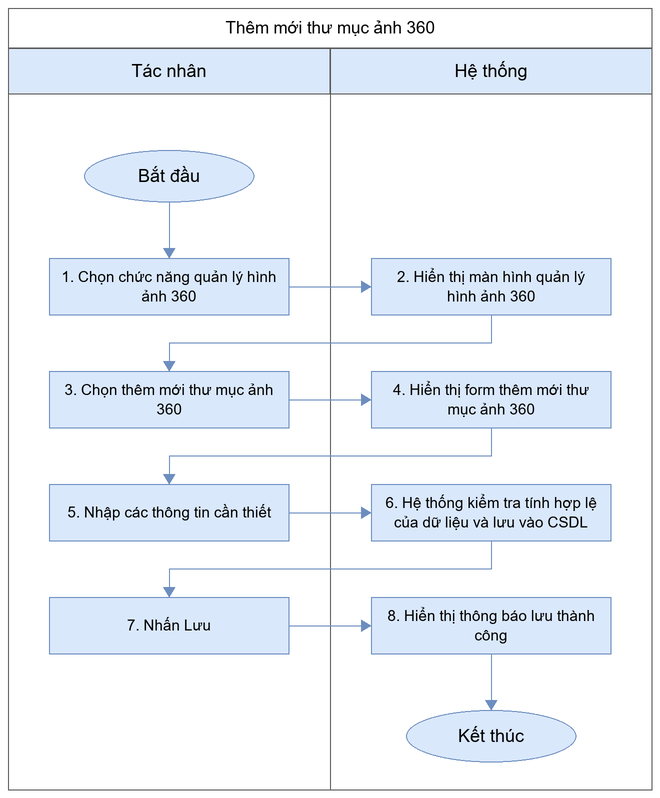 Thêm mới thư mục ảnh 360
Tác nhân
Hệ thống
Bắt đầu
1. Chọn chức năng quản lý hình
ảnh 360
2. Hiển thị màn hình quản lý
hình ảnh 360
3. Chọn thêm mới thư mục ảnh
360
4. Hiển thị form thêm mới thư
mục ảnh 360
5. Nhập các thông tin cần thiết
6. Hệ thống kiểm tra tính hợp lệ
của dữ liệu và lưu vào CSDL
7. Nhấn Lưu
8. Hiển thị thông báo lưu thành
công
Kết thúc